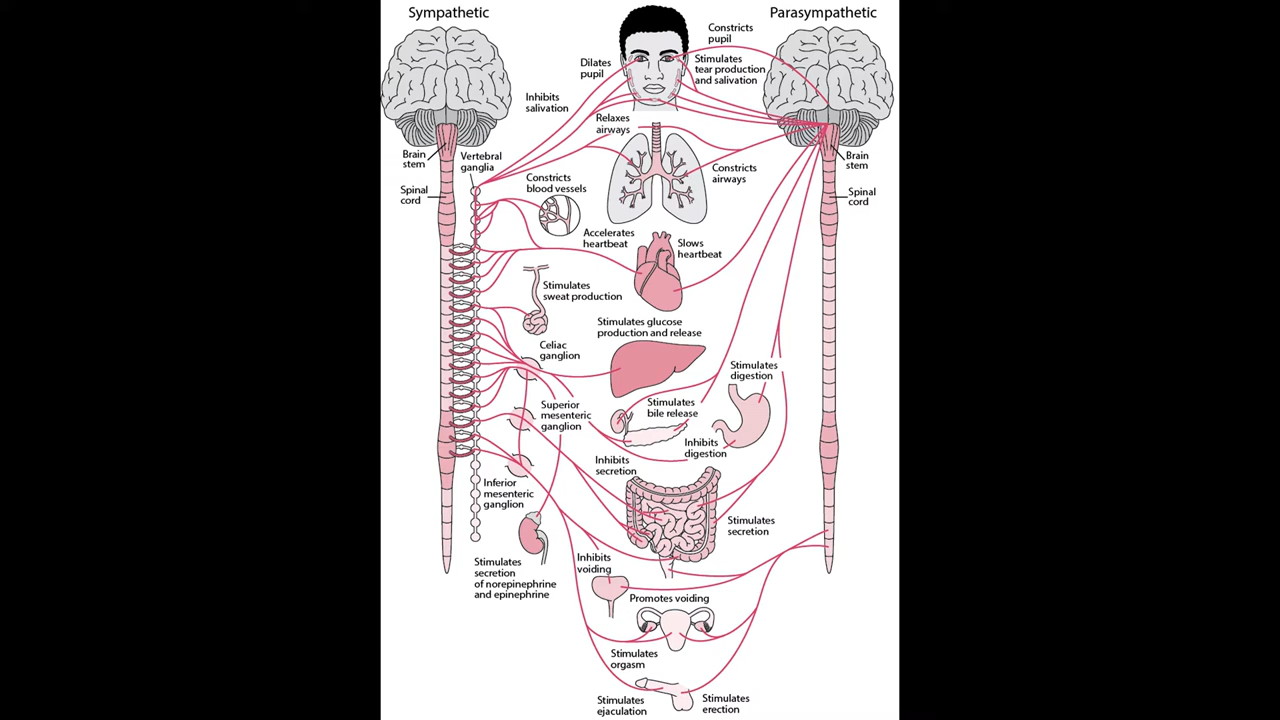 Sympathetic
Parasympathetic
Constricts
pupil
Dilates
pupil
Stimulates
tear production
and salivation
Inhibits
salivation
Relaxes
airways
Brain
stem
Vertebral
ganglia
Brain
stem
Constricts
airways
Constricts
blood vessels
Spinal
cord
Spinal
cord
Accelerates
heartbeat
Slows
heartbeat
Stimulates
sweat production
Stimulates glucose
production and release
Celiac
ganglion
Stimulates
digestion
Superior
mesenteric
ganglion
Stimulates
bile release
Inhibits
digestion
Inhibits
secretion
Inferior
mesenteric
ganglion
Stimulates
secretion
Stimulates
secretion
of norepinephrine
and epinephrine
Inhibits
voiding
Promotes voiding
Stimulates
orgasm
Stimulates
ejaculation
Stimulates
erection